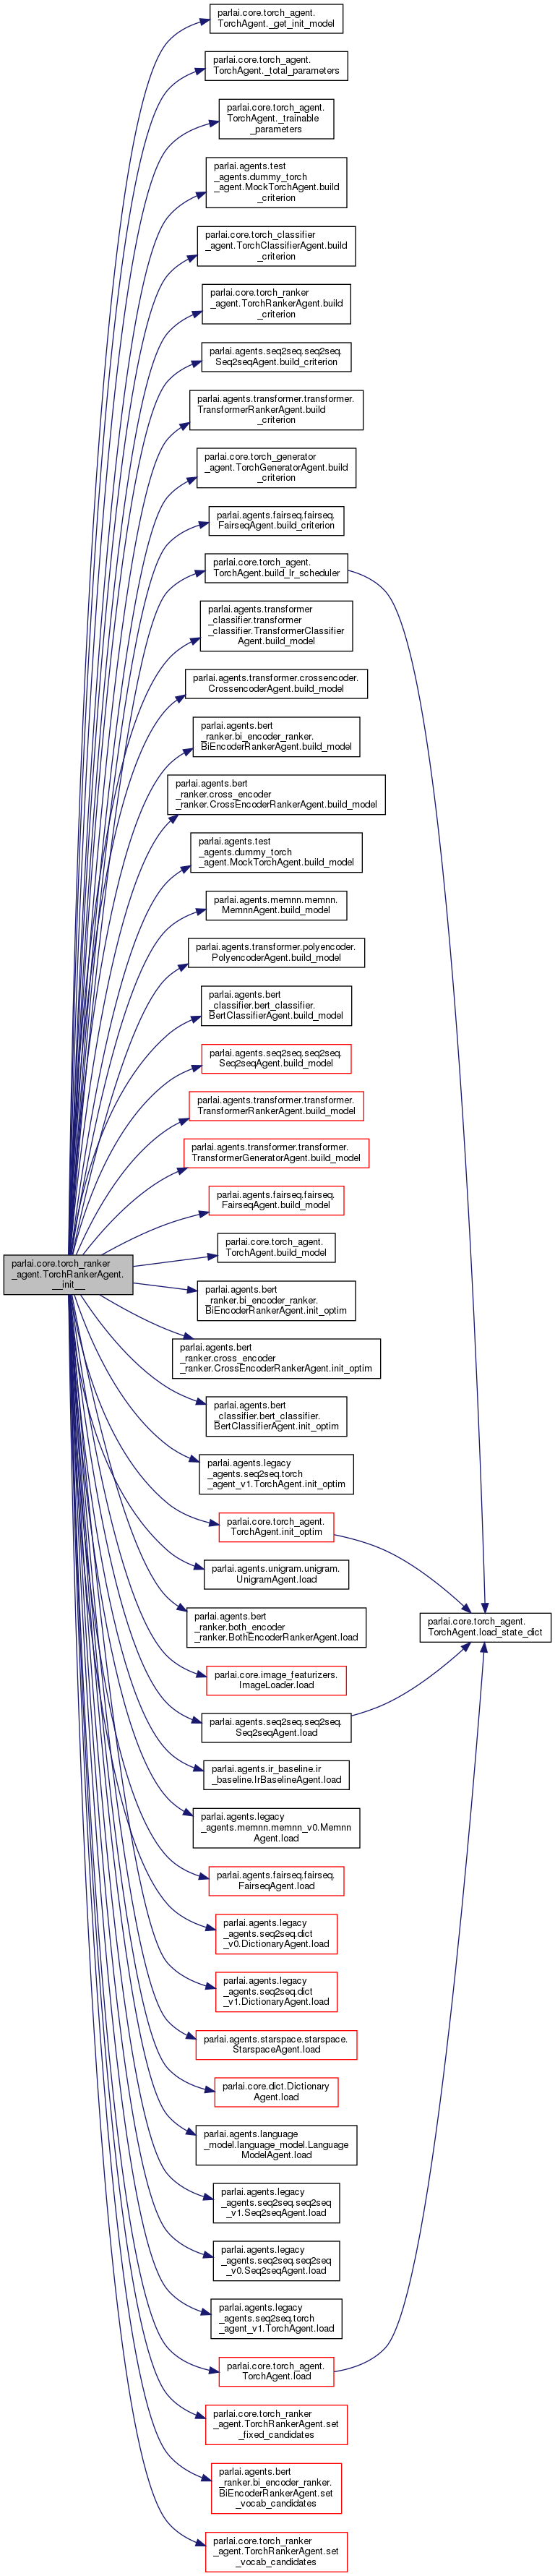 parlai.core.torch_agent.
TorchAgent._get_init_model
parlai.core.torch_agent.
TorchAgent._total_parameters
parlai.core.torch_agent.
TorchAgent._trainable
_parameters
parlai.agents.test
_agents.dummy_torch
_agent.MockTorchAgent.build
_criterion
parlai.core.torch_classifier
_agent.TorchClassifierAgent.build
_criterion
parlai.core.torch_ranker
_agent.TorchRankerAgent.build
_criterion
parlai.agents.seq2seq.seq2seq.
Seq2seqAgent.build_criterion
parlai.agents.transformer.transformer.
TransformerRankerAgent.build
_criterion
parlai.core.torch_generator
_agent.TorchGeneratorAgent.build
_criterion
parlai.agents.fairseq.fairseq.
FairseqAgent.build_criterion
parlai.core.torch_agent.
TorchAgent.build_lr_scheduler
parlai.agents.transformer
_classifier.transformer
_classifier.TransformerClassifier
Agent.build_model
parlai.agents.transformer.crossencoder.
CrossencoderAgent.build_model
parlai.agents.bert
_ranker.bi_encoder_ranker.
BiEncoderRankerAgent.build_model
parlai.agents.bert
_ranker.cross_encoder
_ranker.CrossEncoderRankerAgent.build_model
parlai.agents.test
_agents.dummy_torch
_agent.MockTorchAgent.build_model
parlai.agents.memnn.memnn.
MemnnAgent.build_model
parlai.agents.transformer.polyencoder.
PolyencoderAgent.build_model
parlai.agents.bert
_classifier.bert_classifier.
BertClassifierAgent.build_model
parlai.agents.seq2seq.seq2seq.
Seq2seqAgent.build_model
parlai.agents.transformer.transformer.
TransformerRankerAgent.build_model
parlai.agents.transformer.transformer.
TransformerGeneratorAgent.build_model
parlai.agents.fairseq.fairseq.
FairseqAgent.build_model
parlai.core.torch_agent.
TorchAgent.build_model
parlai.core.torch_ranker
_agent.TorchRankerAgent.
__init__
parlai.agents.bert
_ranker.bi_encoder_ranker.
BiEncoderRankerAgent.init_optim
parlai.agents.bert
_ranker.cross_encoder
_ranker.CrossEncoderRankerAgent.init_optim
parlai.agents.bert
_classifier.bert_classifier.
BertClassifierAgent.init_optim
parlai.agents.legacy
_agents.seq2seq.torch
_agent_v1.TorchAgent.init_optim
parlai.core.torch_agent.
TorchAgent.init_optim
parlai.agents.unigram.unigram.
UnigramAgent.load
parlai.agents.bert
_ranker.both_encoder
_ranker.BothEncoderRankerAgent.load
parlai.core.torch_agent.
TorchAgent.load_state_dict
parlai.core.image_featurizers.
ImageLoader.load
parlai.agents.seq2seq.seq2seq.
Seq2seqAgent.load
parlai.agents.ir_baseline.ir
_baseline.IrBaselineAgent.load
parlai.agents.legacy
_agents.memnn.memnn_v0.Memnn
Agent.load
parlai.agents.fairseq.fairseq.
FairseqAgent.load
parlai.agents.legacy
_agents.seq2seq.dict
_v0.DictionaryAgent.load
parlai.agents.legacy
_agents.seq2seq.dict
_v1.DictionaryAgent.load
parlai.agents.starspace.starspace.
StarspaceAgent.load
parlai.core.dict.Dictionary
Agent.load
parlai.agents.language
_model.language_model.Language
ModelAgent.load
parlai.agents.legacy
_agents.seq2seq.seq2seq
_v1.Seq2seqAgent.load
parlai.agents.legacy
_agents.seq2seq.seq2seq
_v0.Seq2seqAgent.load
parlai.agents.legacy
_agents.seq2seq.torch
_agent_v1.TorchAgent.load
parlai.core.torch_agent.
TorchAgent.load
parlai.core.torch_ranker
_agent.TorchRankerAgent.set
_fixed_candidates
parlai.agents.bert
_ranker.bi_encoder_ranker.
BiEncoderRankerAgent.set
_vocab_candidates
parlai.core.torch_ranker
_agent.TorchRankerAgent.set
_vocab_candidates